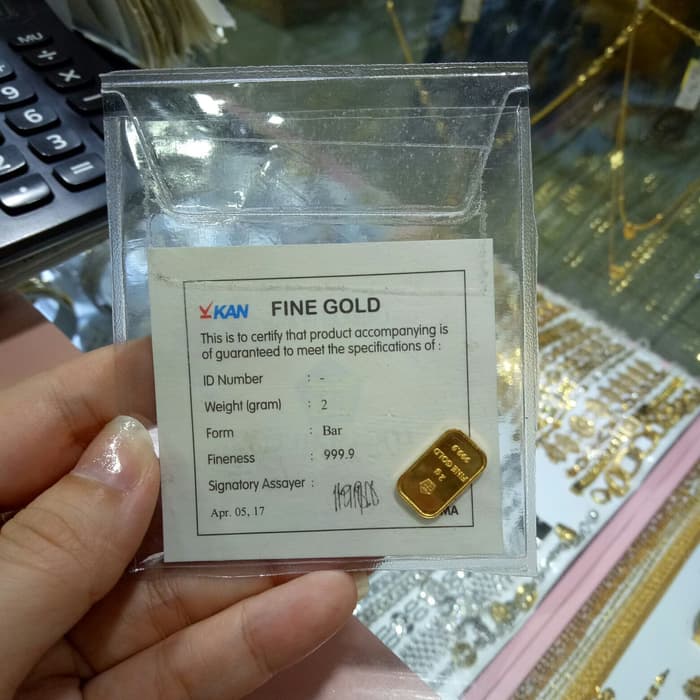 MU
÷
×
9
6
3
=
KAN FINE GOLD
This is to certify that product accompanying is
of guaranteed to meet the specifications of :
ID Number : -
Weight (gram) : 2
Form : Bar
Fineness : 999.9
Signatory Assayer :
Apr. 05, 17
MA
999.9
FINE GOLD
2g